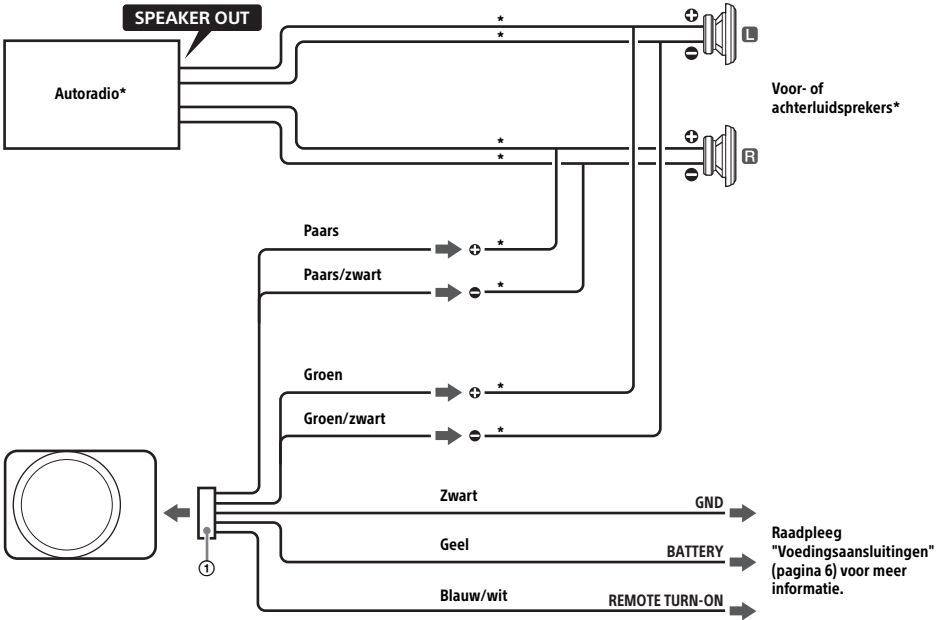 SPEAKER OUT
*
*
L
Autoradio*
Voor- of
achterluidsprekers*
*
*
R
Paars
*
Paars/zwart
*
Groen
*
Groen/zwart
*
Zwart
GND
Geel
BATTERY
Blauw/wit
REMOTE TURN-ON
Raadpleeg
"Voedingsaansluitingen"
(pagina 6) voor meer
informatie.
①